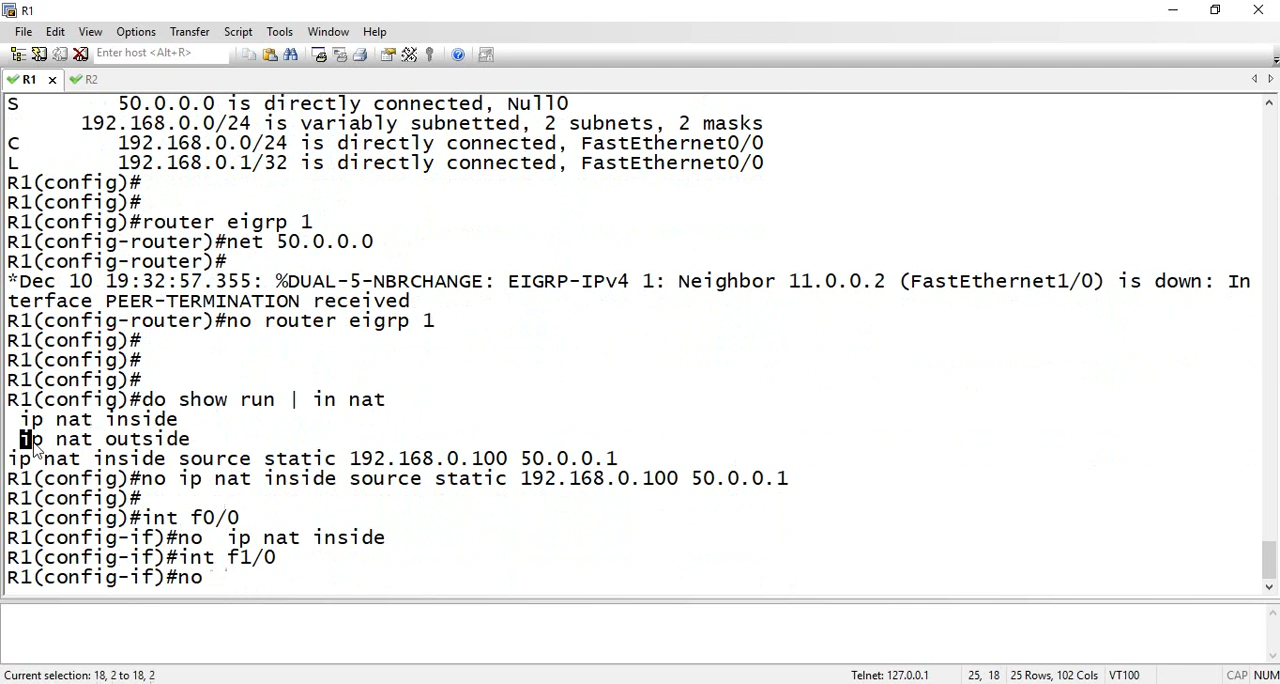 R1
File Edit View Options Transfer Script Tools Window Help
Enter host <Alt+R>
R1 R2
S 50.0.0.0 is directly connected, Null0
192.168.0.0/24 is variably subnetted, 2 subnets, 2 masks
C 192.168.0.0/24 is directly connected, FastEthernet0/0
L 192.168.0.1/32 is directly connected, FastEthernet0/0
R1(config)#
R1(config)#
R1(config)#router eigrp 1
R1(config-router)#net 50.0.0.0
R1(config-router)#
*Dec 10 19:32:57.355: %DUAL-5-NBRCHANGE: EIGRP-IPv4 1: Neighbor 11.0.0.2 (FastEthernet1/0) is down: In
terface PEER-TERMINATION received
R1(config-router)#no router eigrp 1
R1(config)#
R1(config)#
R1(config)#
R1(config)#do show run | in nat
ip nat inside
ip nat outside
ip nat inside source static 192.168.0.100 50.0.0.1
R1(config)#no ip nat inside source static 192.168.0.100 50.0.0.1
R1(config)#
R1(config)#int f0/0
R1(config-if)#no  ip nat inside
R1(config-if)#int f1/0
R1(config-if)#no
Current selection: 18, 2 to 18, 2 Telnet: 127.0.0.1 25, 18 25 Rows, 102 Cols VT100 CAP NUM